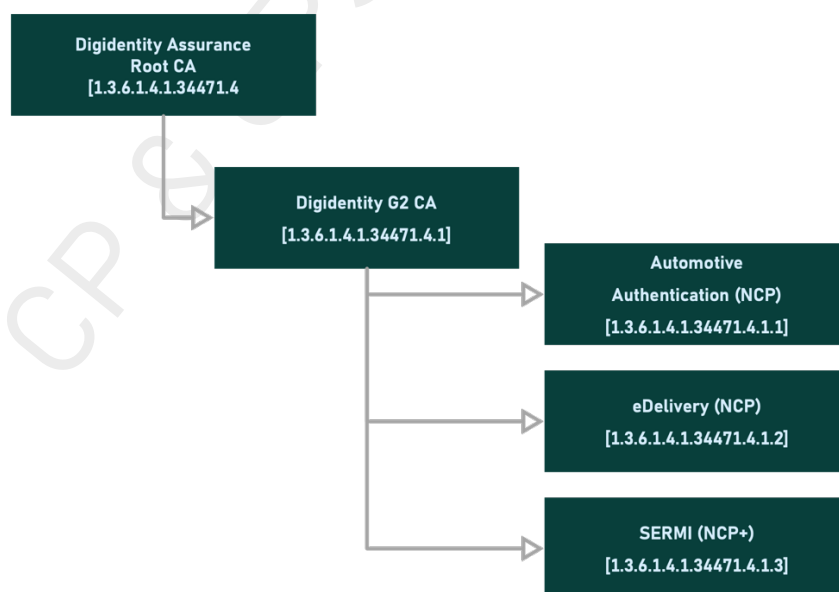 Digidentity Assurance
Root CA
[1.3.6.1.4.1.34471.4
Digidentity G2 CA
[1.3.6.1.4.1.34471.4.1]
Automotive
Authentication (NCP)
[1.3.6.1.4.1.34471.4.1.1]
eDelivery (NCP)
[1.3.6.1.4.1.34471.4.1.2]
SERMI (NCP+)
[1.3.6.1.4.1.34471.4.1.3]
CP &